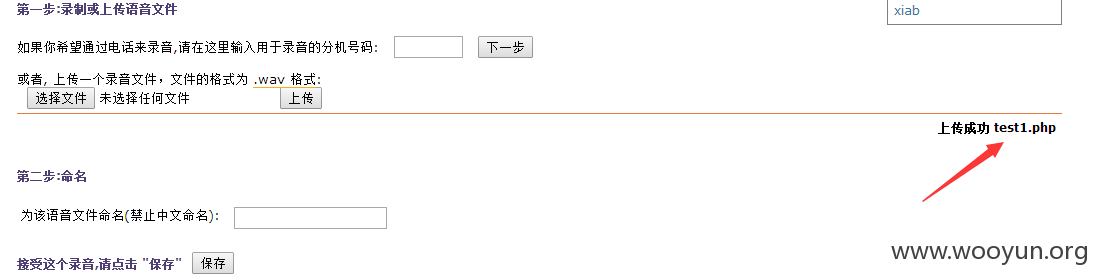 第一步:录制或上传语音文件
xiab
如果你希望通过电话来录音,请在这里输入用于录音的分机号码: 下一步
或者, 上传一个录音文件，文件的格式为 .wav 格式:
选择文件 未选择任何文件 上传
上传成功 test1.php
第二步:命名
为该语音文件命名(禁止中文命名):
接受这个录音,请点击 "保存" 保存
www.wooyun.org